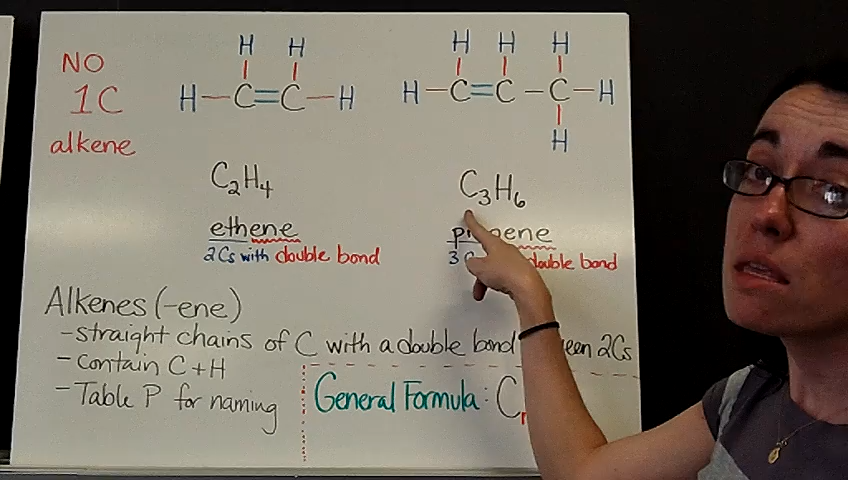 NO
1C
alkene
H H
H-C=C-H
H H H
H-C=C-C-H
H
C2H4
ethene
2Cs with double bond
C3H6
3 double bond
Alkenes (-ene)
-straight chains of C with a double bond 2Cs
-contain C+H
-Table P for naming
General Formula: C